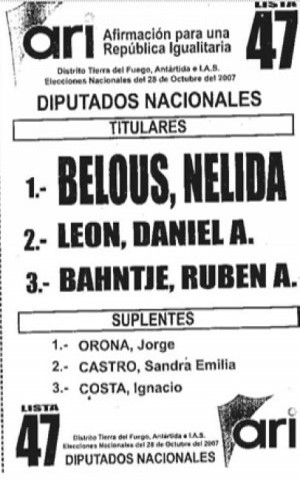 LISTA
ari Afirmación para una
República Igualitaria
47
Distrito Tierra del Fuego, Antártida e I.A.S.
Elecciones Nacionales del 28 de Octubre del 2007
DIPUTADOS NACIONALES
TITULARES
1.- BELOUS, NELIDA
2.- LEON, DANIEL A.
3.- BAHNTJE, RUBEN A.
SUPLENTES
1.- ORONA, Jorge
2.- CASTRO, Sandra Emilia
3.- COSTA, Ignacio
LISTA
47
Distrito Tierra del Fuego, Antártida e I.A.S.
Elecciones Nacionales del 28 de Octubre del 2007
DIPUTADOS NACIONALES
ari